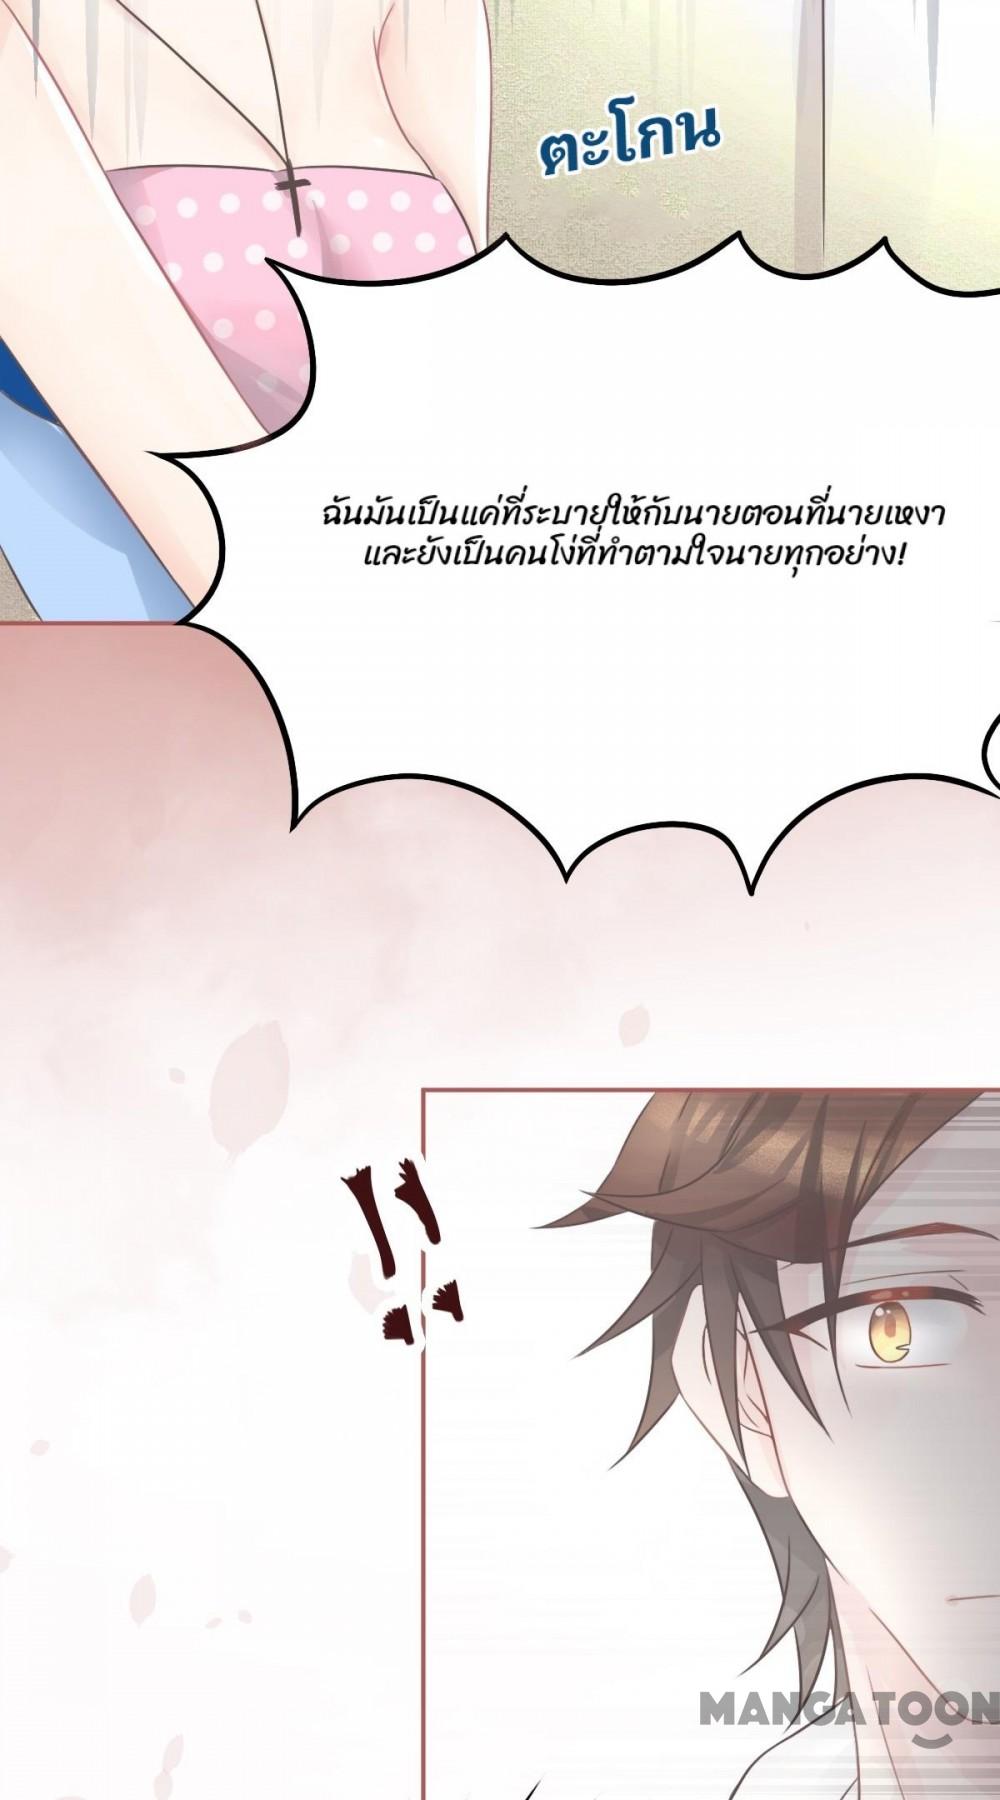 ตะโกน
ฉันมันเป็นแค่ที่ระบายให้กับนายตอนที่นายเหงา
และยังเป็นคนโง่ที่ทำตามใจนายทุกอย่าง!
!!
MANGATOON